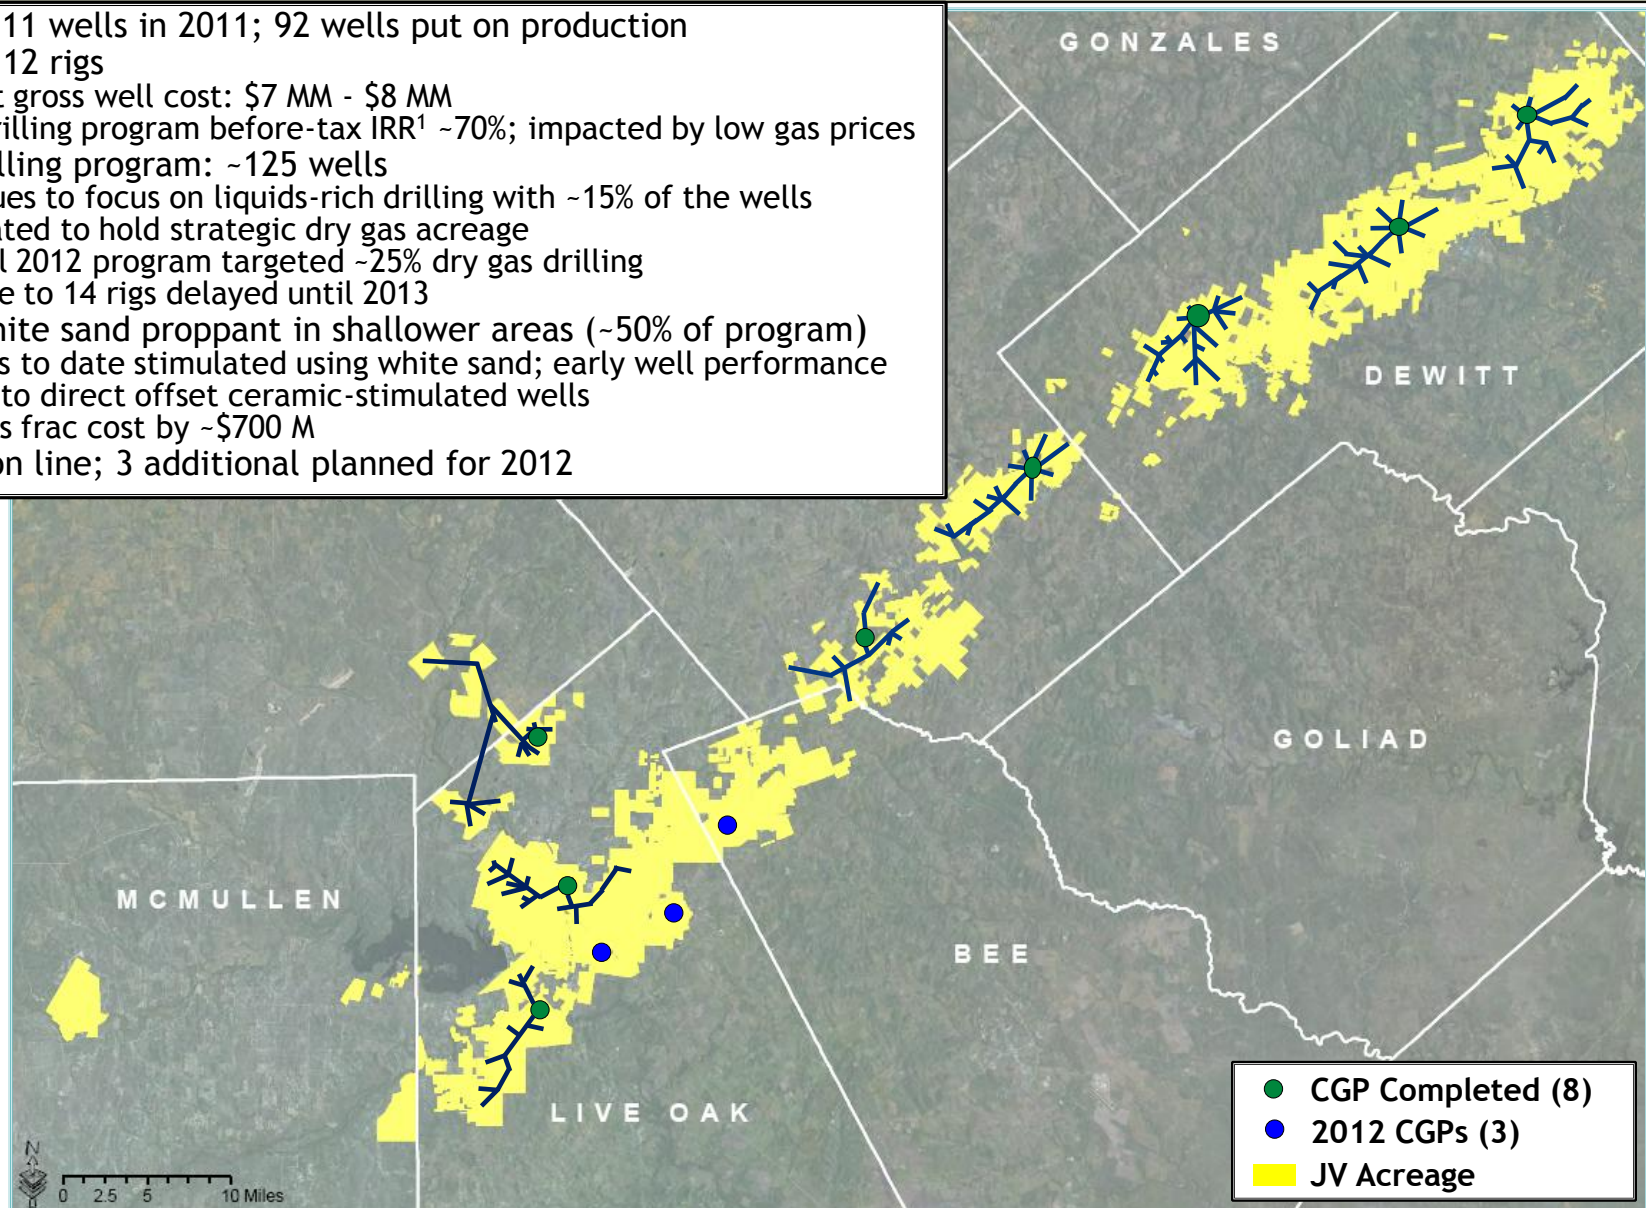 11 wells in 2011; 92 wells put on production
12 rigs
t gross well cost: $7 MM - $8 MM
rilling program before-tax IRR¹ ~70%; impacted by low gas prices
lling program: ~125 wells
ues to focus on liquids-rich drilling with ~15% of the wells
ated to hold strategic dry gas acreage
l 2012 program targeted ~25% dry gas drilling
e to 14 rigs delayed until 2013
hite sand proppant in shallower areas (~50% of program)
s to date stimulated using white sand; early well performance
to direct offset ceramic-stimulated wells
s frac cost by ~$700 M
on line; 3 additional planned for 2012
GONZALES
DEWITT
GOLIAD
MCMULLEN
BEE
LIVE OAK
CGP Completed (8)
2012 CGPs (3)
JV Acreage
N
0 2.5 5 10 Miles